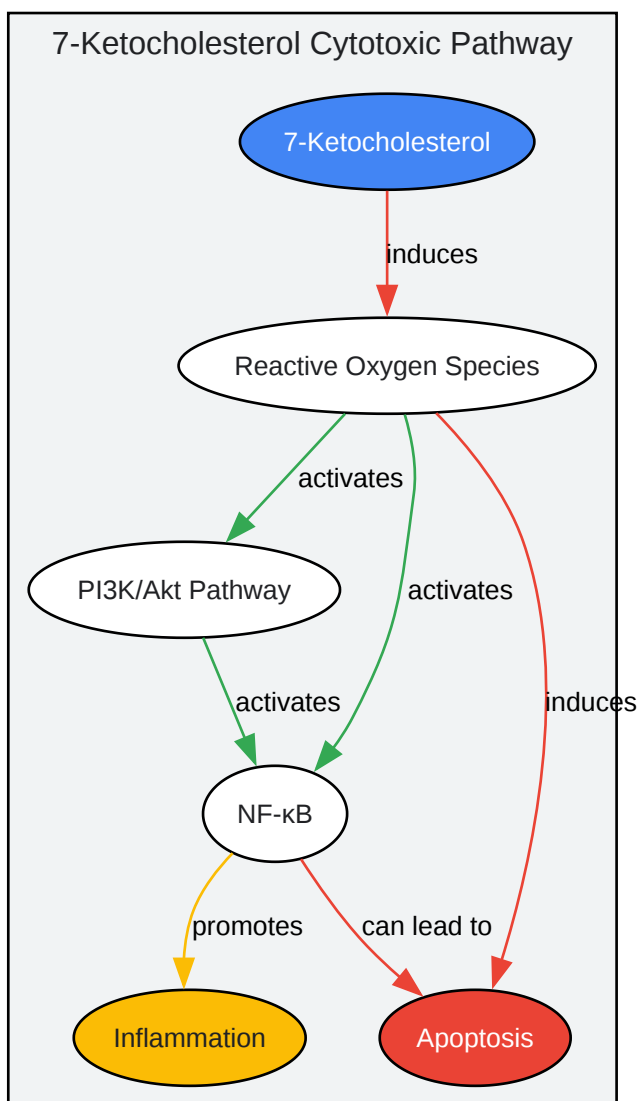 7-Ketocholesterol Cytotoxic Pathway
7-Ketocholesterol
induces
Reactive Oxygen Species
activates
PI3K/Akt Pathway
activates
activates
induces
NF-κB
promotes
can lead to
Inflammation
Apoptosis